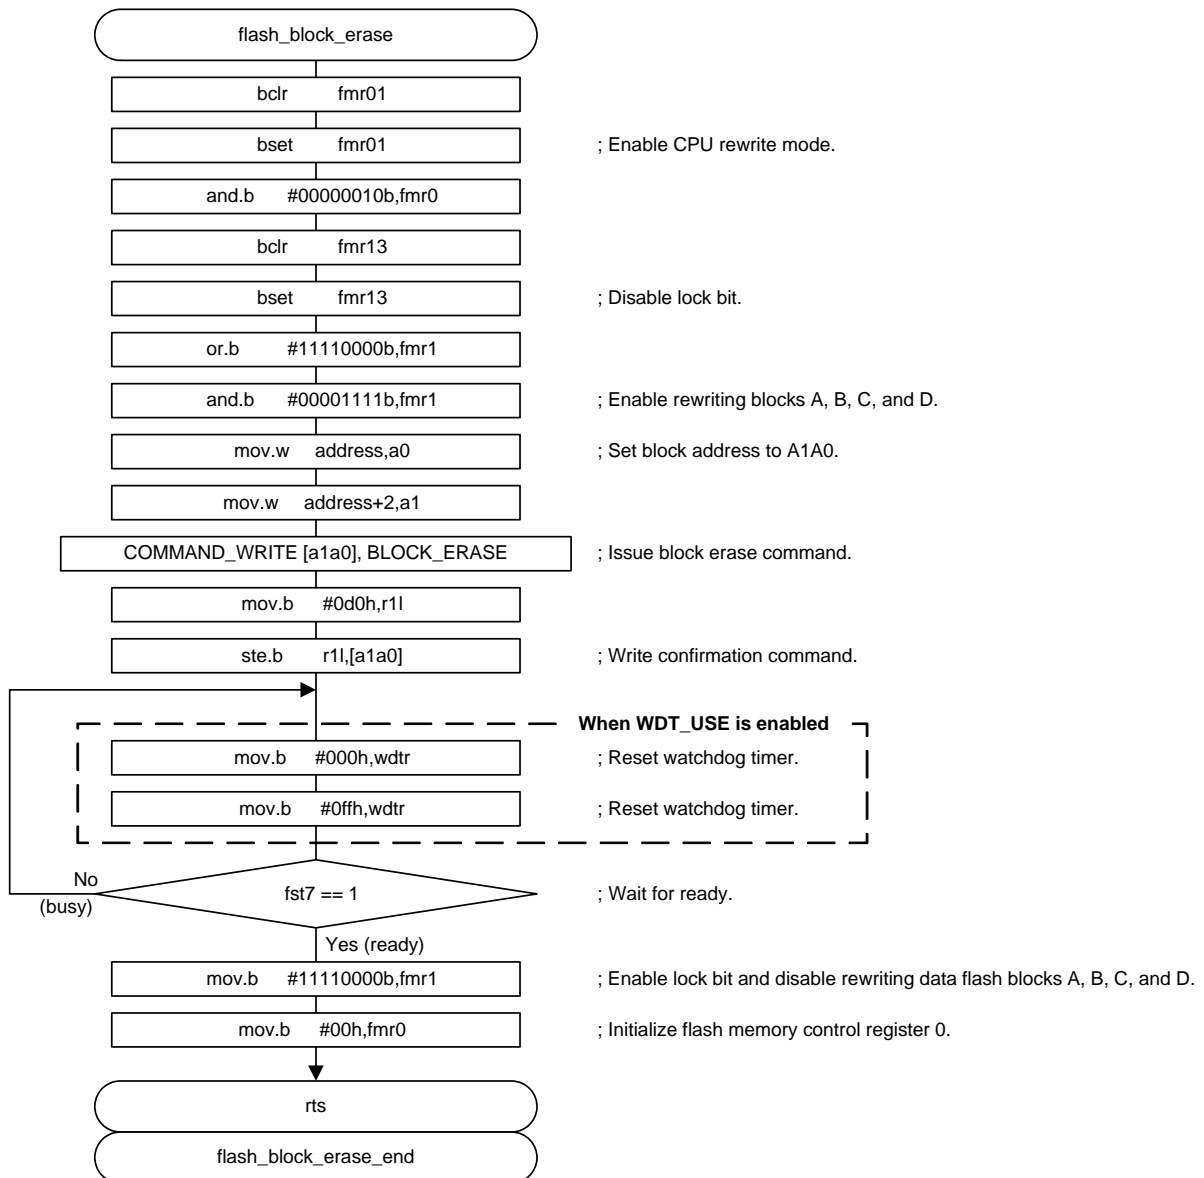 flash_block_erase
bclr fmr01
bset fmr01 ; Enable CPU rewrite mode.
and.b #00000010b,fmr0
bclr fmr13
bset fmr13 ; Disable lock bit.
or.b #11110000b,fmr1
and.b #00001111b,fmr1 ; Enable rewriting blocks A, B, C, and D.
mov.w address,a0 ; Set block address to A1A0.
mov.w address+2,a1
COMMAND_WRITE [a1a0], BLOCK_ERASE ; Issue block erase command.
mov.b #0d0h,r1l
ste.b r1l,[a1a0] ; Write confirmation command.
When WDT_USE is enabled
mov.b #000h,wdtr ; Reset watchdog timer.
mov.b #0ffh,wdtr ; Reset watchdog timer.
No
(busy)
fst7 == 1 ; Wait for ready.
Yes (ready)
mov.b #11110000b,fmr1 ; Enable lock bit and disable rewriting data flash blocks A, B, C, and D.
mov.b #00h,fmr0 ; Initialize flash memory control register 0.
rts
flash_block_erase_end